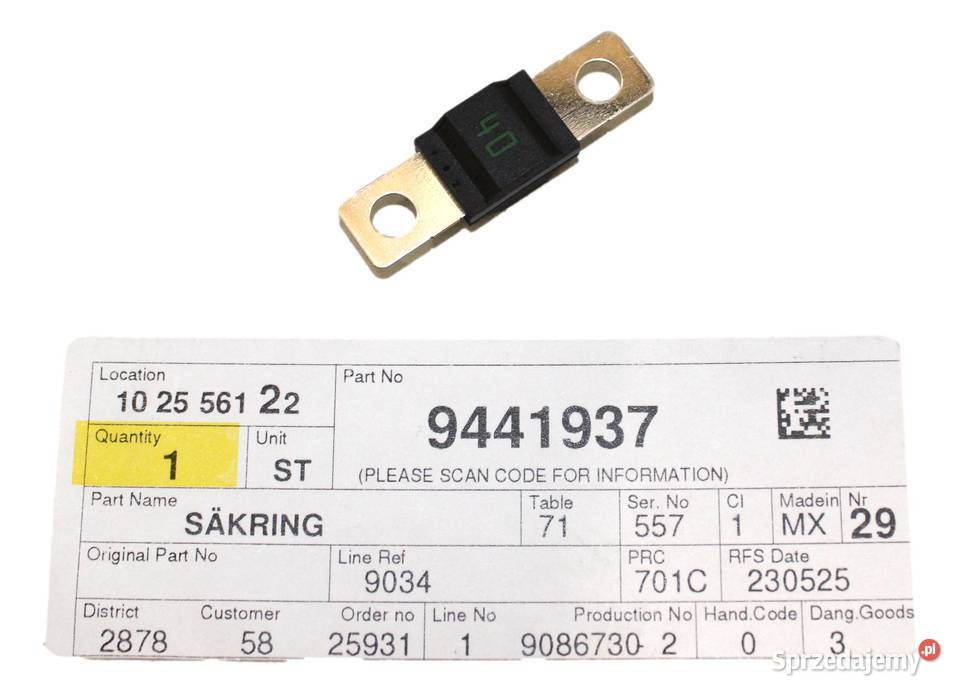 40
Location
10 25 561 22
Part No
9441937
(PLEASE SCAN CODE FOR INFORMATION)
Quantity
1
Unit
ST
Part Name
SÄKRING
Table
71
Ser. No
557
Cl
1
Madein
MX
Nr
29
Original Part No
Line Ref
9034
PRC
701C
RFS Date
230525
District
2878
Customer
58
Order no
25931
Line No
1
Production No
9086730- 2
Hand.Code
0
Dang.Goods
3
Sprzedajemy.pl